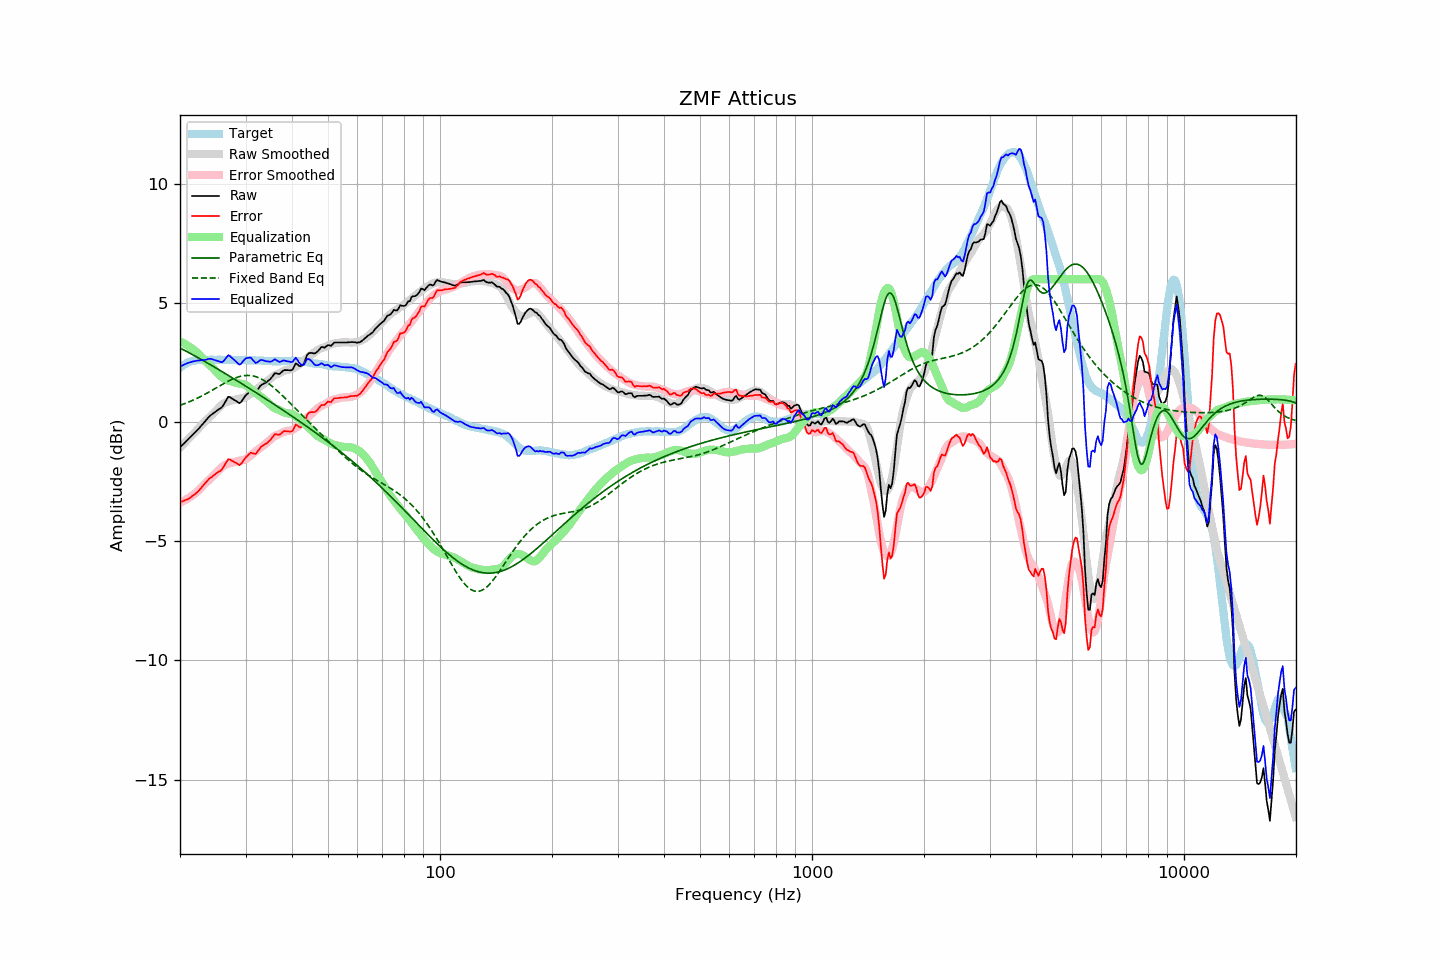 ZMF Atticus
Target
Raw Smoothed
Error Smoothed
Raw
Error
Equalization
Parametric Eq
Fixed Band Eq
Equalized
10
5
0
−5
−10
−15
Amplitude (dBr)
100
1000
10000
Frequency (Hz)